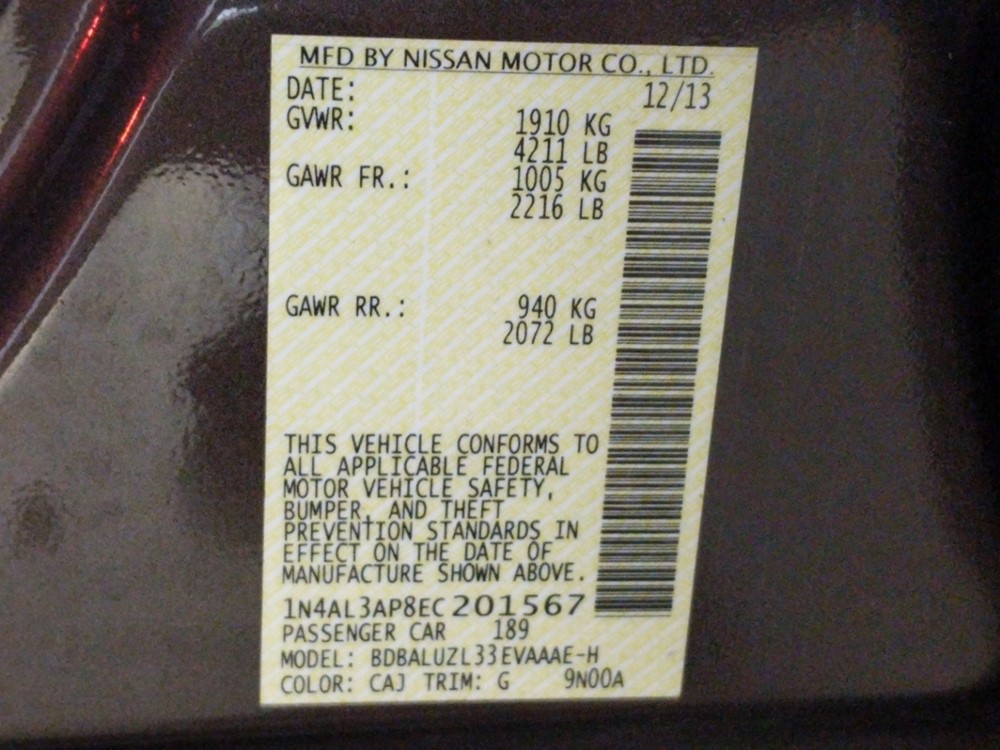 MFD BY NISSAN MOTOR CO., LTD.
DATE: 12/13
GVWR: 1910 KG
4211 LB
GAWR FR.: 1005 KG
2216 LB
GAWR RR.: 940 KG
2072 LB
THIS VEHICLE CONFORMS TO
ALL APPLICABLE FEDERAL
MOTOR VEHICLE SAFETY,
BUMPER, AND THEFT
PREVENTION STANDARDS IN
EFFECT ON THE DATE OF
MANUFACTURE SHOWN ABOVE.
1N4AL3AP8EC201567
PASSENGER CAR 189
MODEL: BDBALUZL33EVAAAE-H
COLOR: CAJ TRIM: G 9N00A